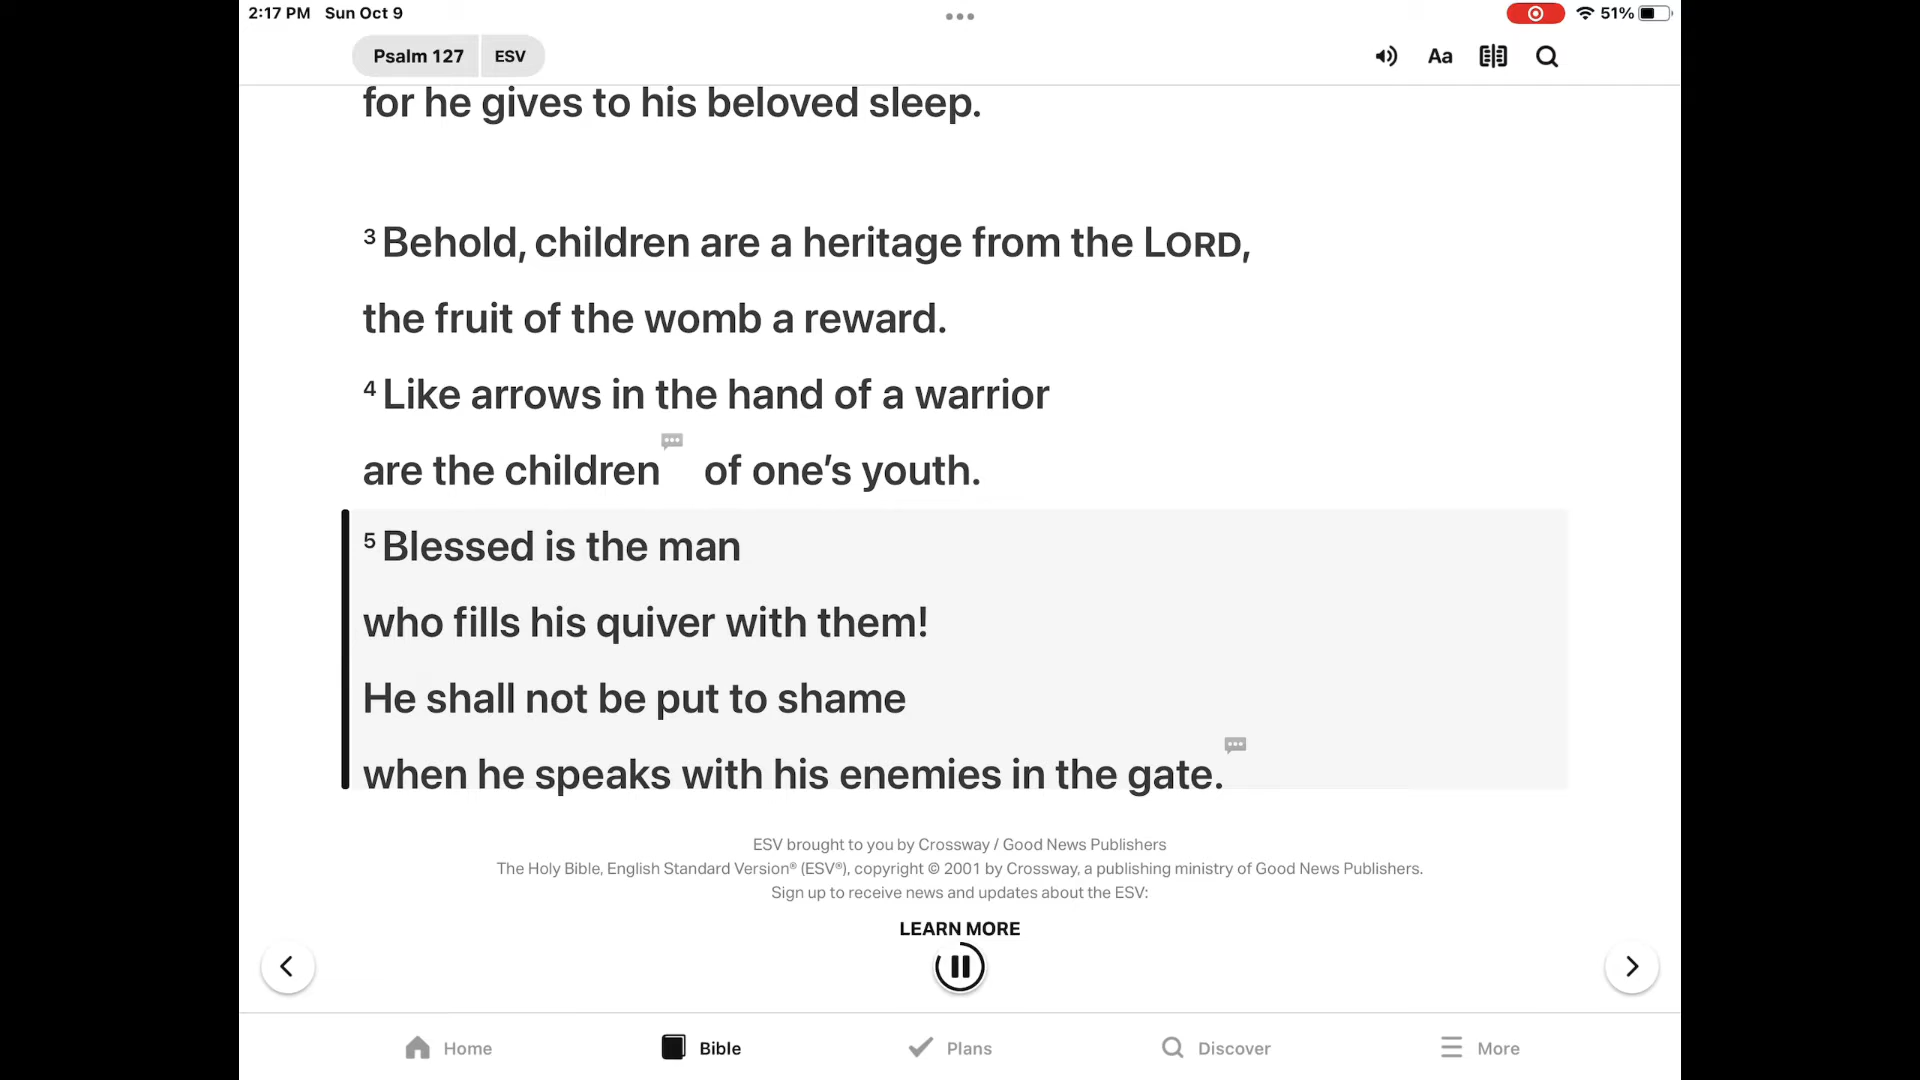 2:17 PM Sun Oct 9
51%
Psalm 127 ESV
Aa
for he gives to his beloved sleep.
3 Behold, children are a heritage from the LORD,
the fruit of the womb a reward.
4 Like arrows in the hand of a warrior
are the children of one’s youth.
5 Blessed is the man
who fills his quiver with them!
He shall not be put to shame
when he speaks with his enemies in the gate.
ESV brought to you by Crossway / Good News Publishers
The Holy Bible, English Standard Version® (ESV®), copyright © 2001 by Crossway, a publishing ministry of Good News Publishers.
Sign up to receive news and updates about the ESV:
LEARN MORE
Home Bible Plans Discover More